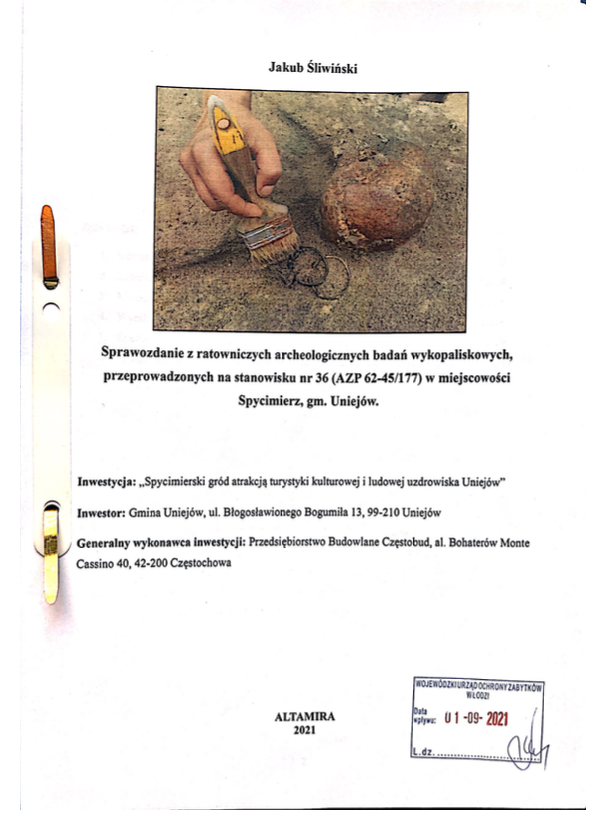 Jakub Śliwiński
Sprawozdanie z ratowniczych archeologicznych badań wykopaliskowych,
przeprowadzonych na stanowisku nr 36 (AZP 62-45/177) w miejscowości
Spycimierz, gm. Uniejów.
Inwestycja: „Spycimierski gród atrakcją turystyki kulturowej i ludowej uzdrowiska Uniejów”
Inwestor: Gmina Uniejów, ul. Błogosławionego Bogumiła 13, 99-210 Uniejów
Generalny wykonawca inwestycji: Przedsiębiorstwo Budowlane Częstobud, al. Bohaterów Monte
Cassino 40, 42-200 Częstochowa
ALTAMIRA
2021
WOJEWÓDZKI URZĄD OCHRONY ZABYTKÓW
W ŁODZI
Data
wpływu: 01-09-2021
L.dz.